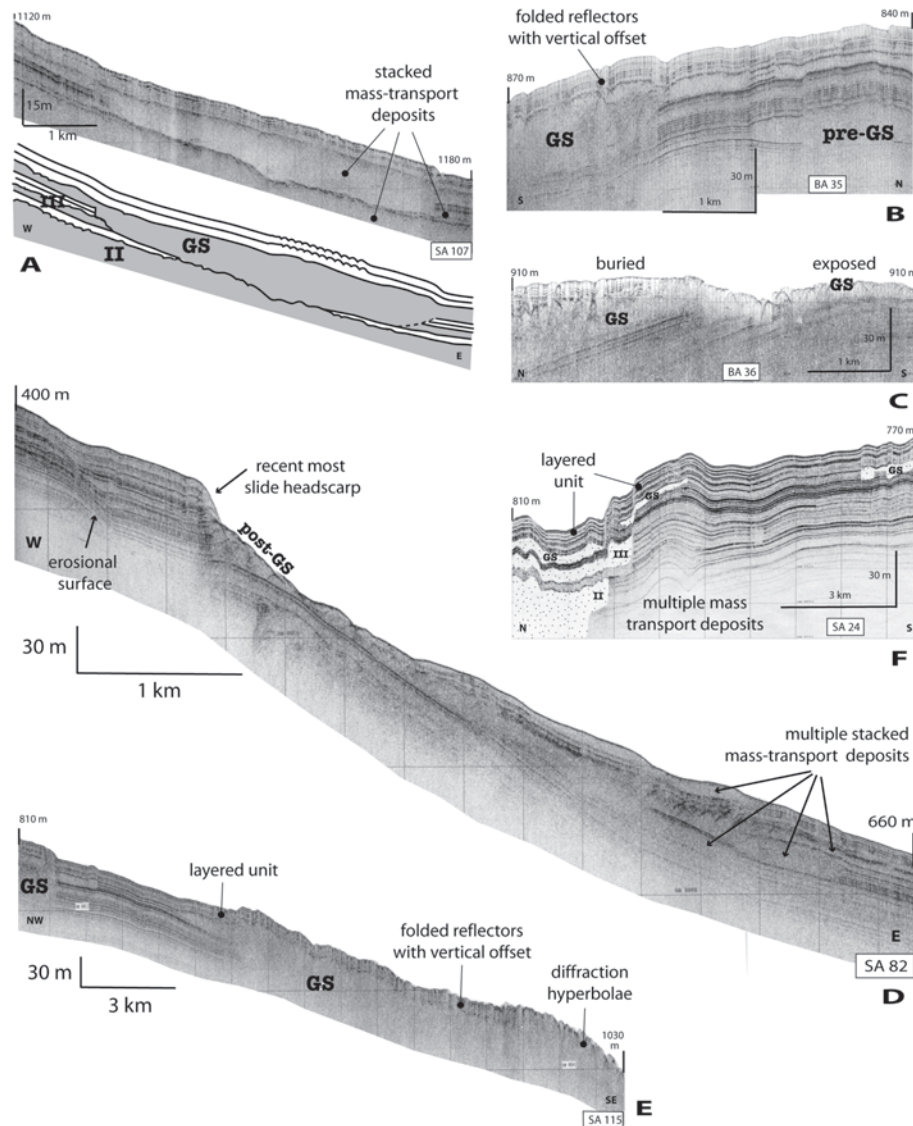 1120 m
stacked
mass-transport
deposits
15m
1 km
1180 m
SA 107
III
GS
II
W
E
A
folded reflectors
with vertical offset
840 m
870 m
GS
pre-GS
30 m
S
BA 35
N
1 km
B
910 m
buried
exposed
910 m
GS
GS
30 m
1 km
N
BA 36
S
C
400 m
recent most
slide headscarp
post-GS
W
erosional
surface
30 m
1 km
multiple stacked
mass-transport deposits
660 m
E
SA 82
D
770 m
layered
unit
810 m
GS
GS
GS
III
II
30 m
multiple mass
transport deposits
3 km
N
SA 24
S
F
810 m
layered unit
GS
NW
folded reflectors
with vertical offset
GS
diffraction
hyperbolae
30 m
3 km
1030
m
SE
SA 115
E